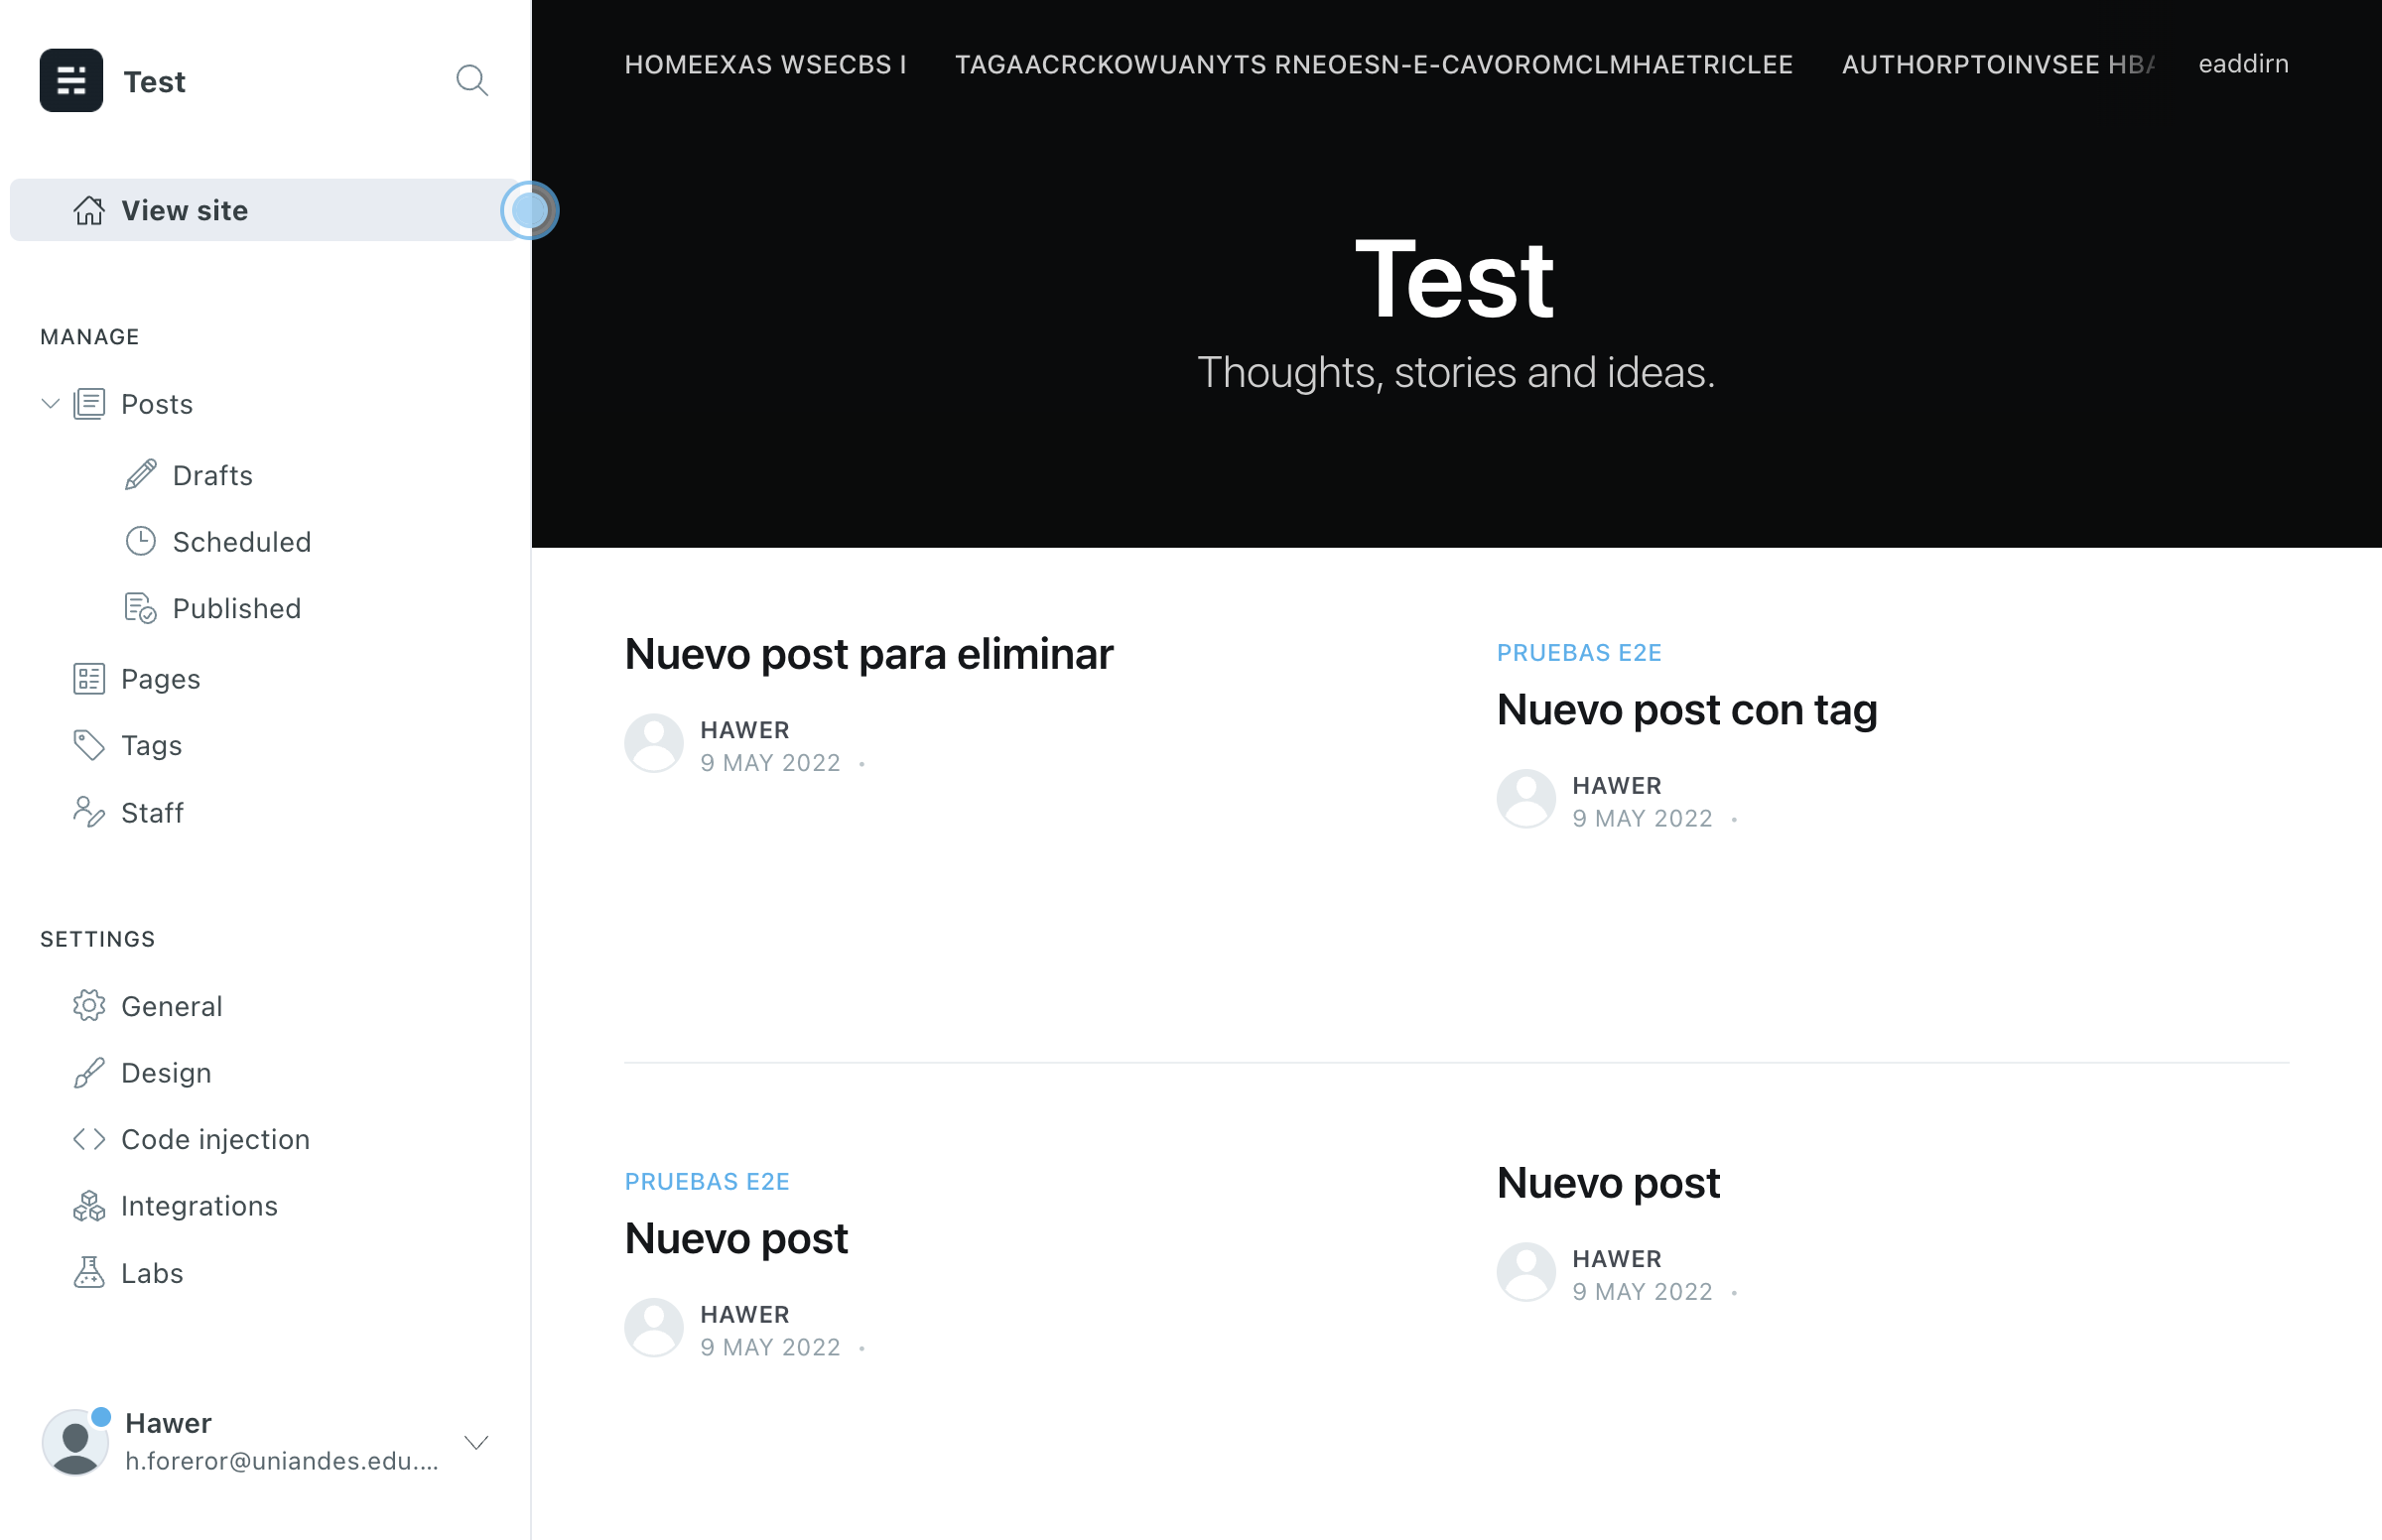 Test
View site
MANAGE
Posts
Drafts
Scheduled
Published
Pages
Tags
Staff
SETTINGS
General
Design
Code injection
Integrations
Labs
Hawer
h.foreror@uniandes.edu....
HOMEEXAS WSECBS I TAGAACRCKOWUANYTS RNEOESN-E-CAVOROMCLMHAETRICLEE AUTHORPTOINVSEE HBA eaddirn
Test
Thoughts, stories and ideas.
Nuevo post para eliminar
HAWER
9 MAY 2022 •
PRUEBAS E2E
Nuevo post con tag
HAWER
9 MAY 2022 •
PRUEBAS E2E
Nuevo post
HAWER
9 MAY 2022 •
Nuevo post
HAWER
9 MAY 2022 •